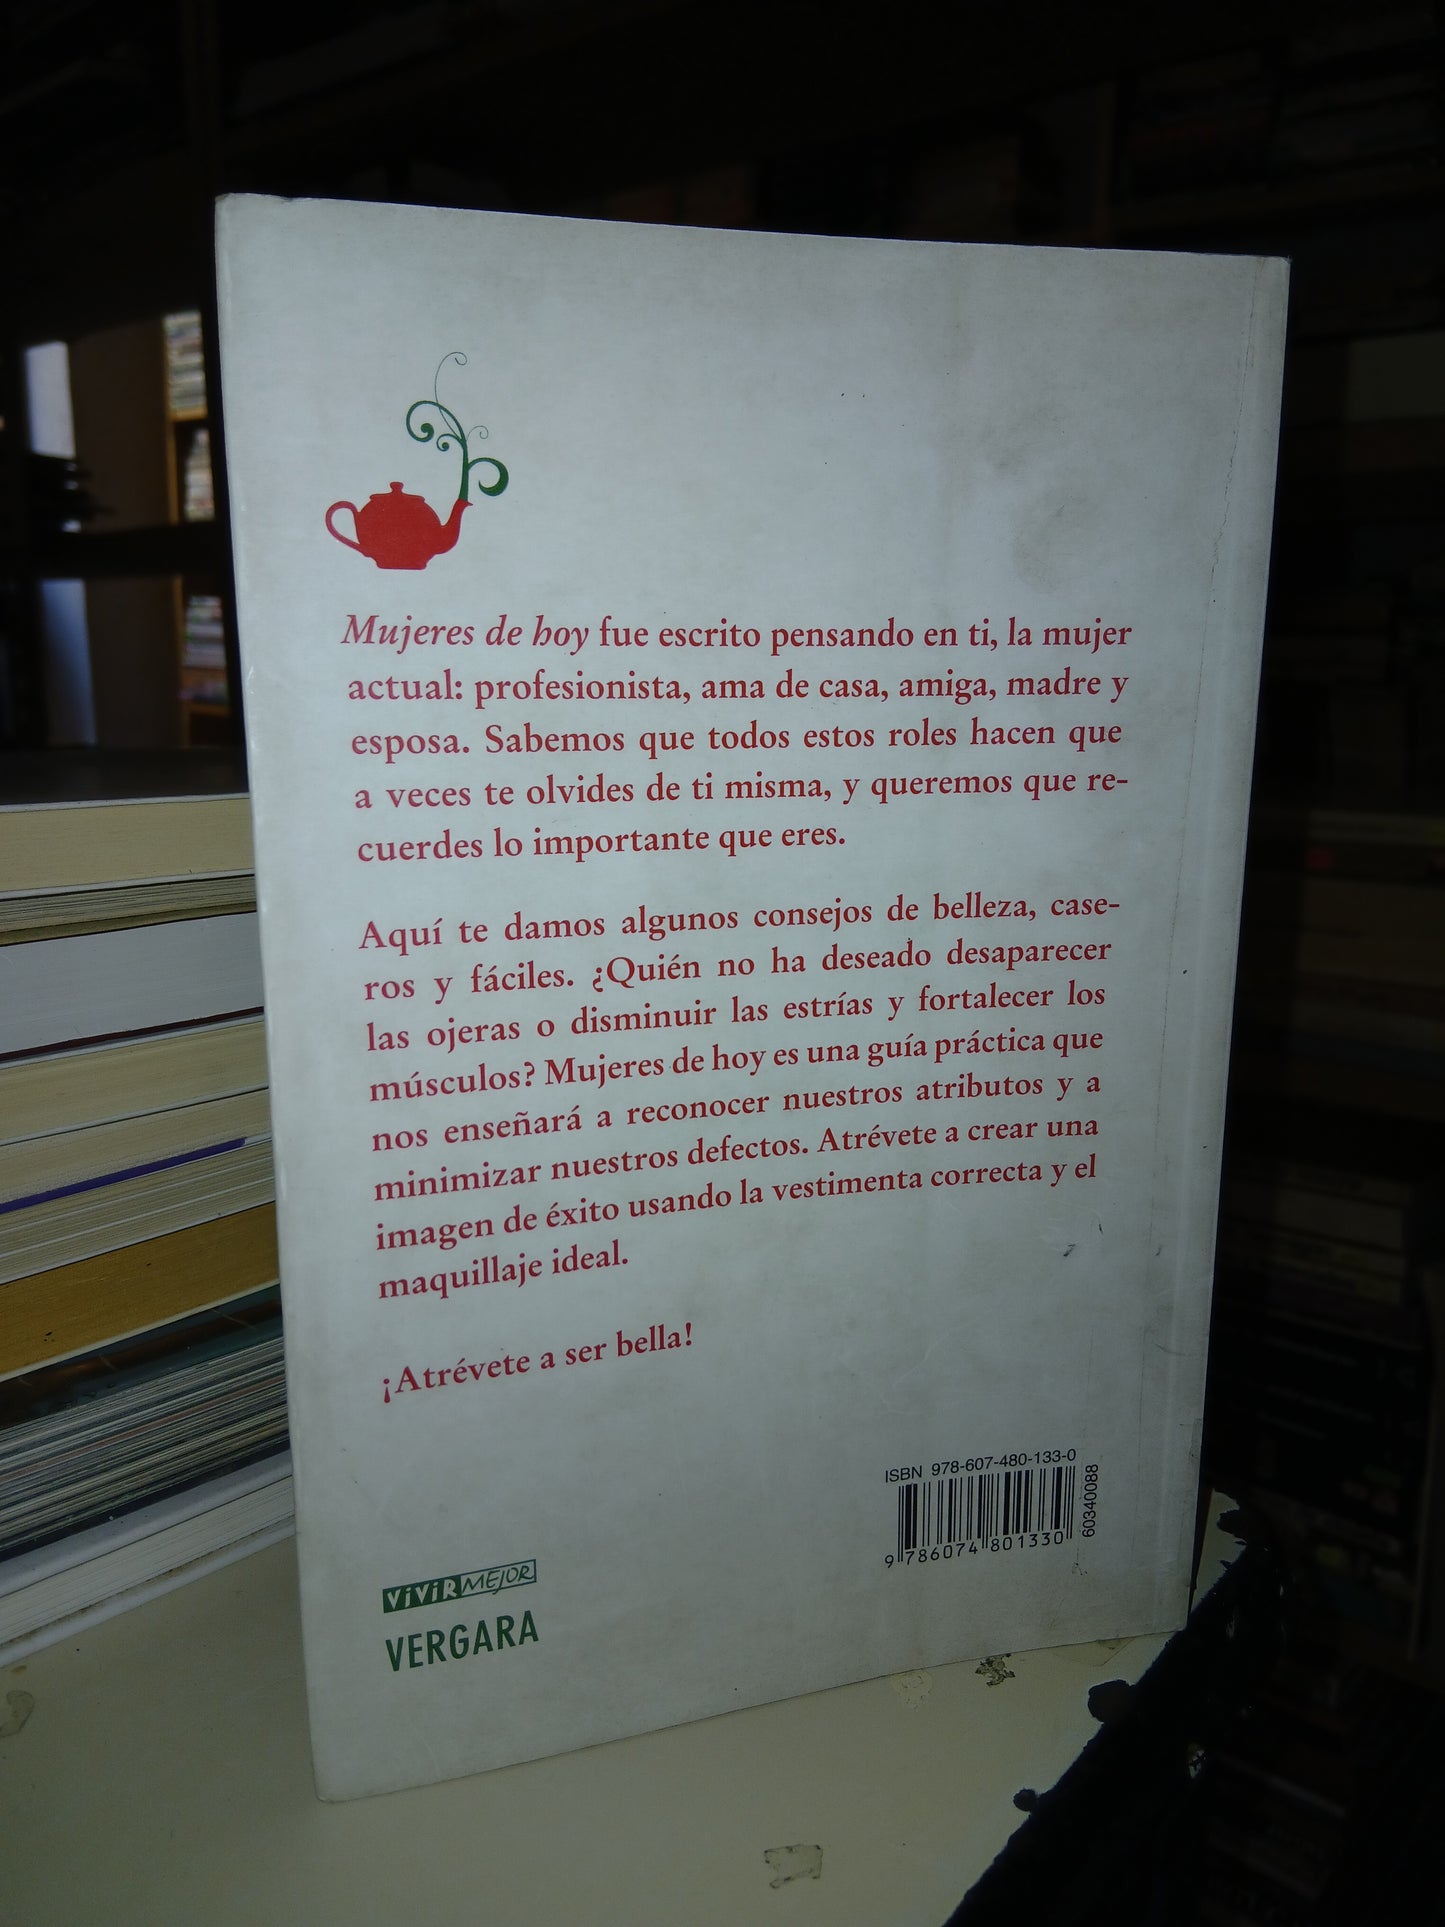 Mujeres de hoy fue escrito pensando en ti, la mujer
actual: profesionista, ama de casa, amiga, madre y
esposa. Sabemos que todos estos roles hacen que
a veces te olvides de ti misma, y queremos que re-
cuerdes lo importante que eres.
Aquí te damos algunos consejos de belleza, case-
ros y fáciles. ¿Quién no ha deseado desaparecer
las ojeras o disminuir las estrías y fortalecer los
músculos? Mujeres de hoy es una guía práctica que
nos enseñará a reconocer nuestros atributos y a
minimizar nuestros defectos. Atrévete a crear una
imagen de éxito usando la vestimenta correcta y el
maquillaje ideal.
¡Atrévete a ser bella!
ISBN 978-607-480-133-0
9 786074 801330
60340088
ViViR MEJOR
VERGARA